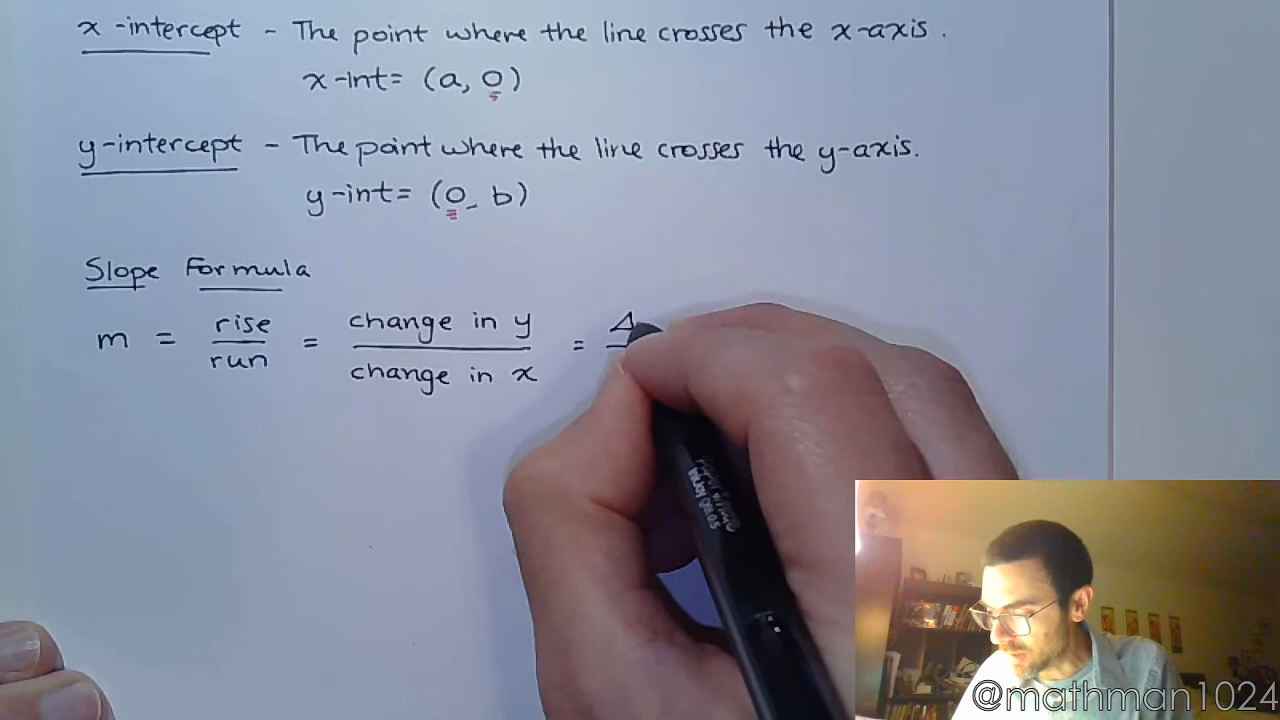 x-intercept - The point where the line crosses the x-axis.
x-int= (a, 0)
y-intercept - The point where the line crosses the y-axis.
y-int= (0, b)
Slope Formula
m = rise/run = change in y/change in x = Δ
@mathman1024